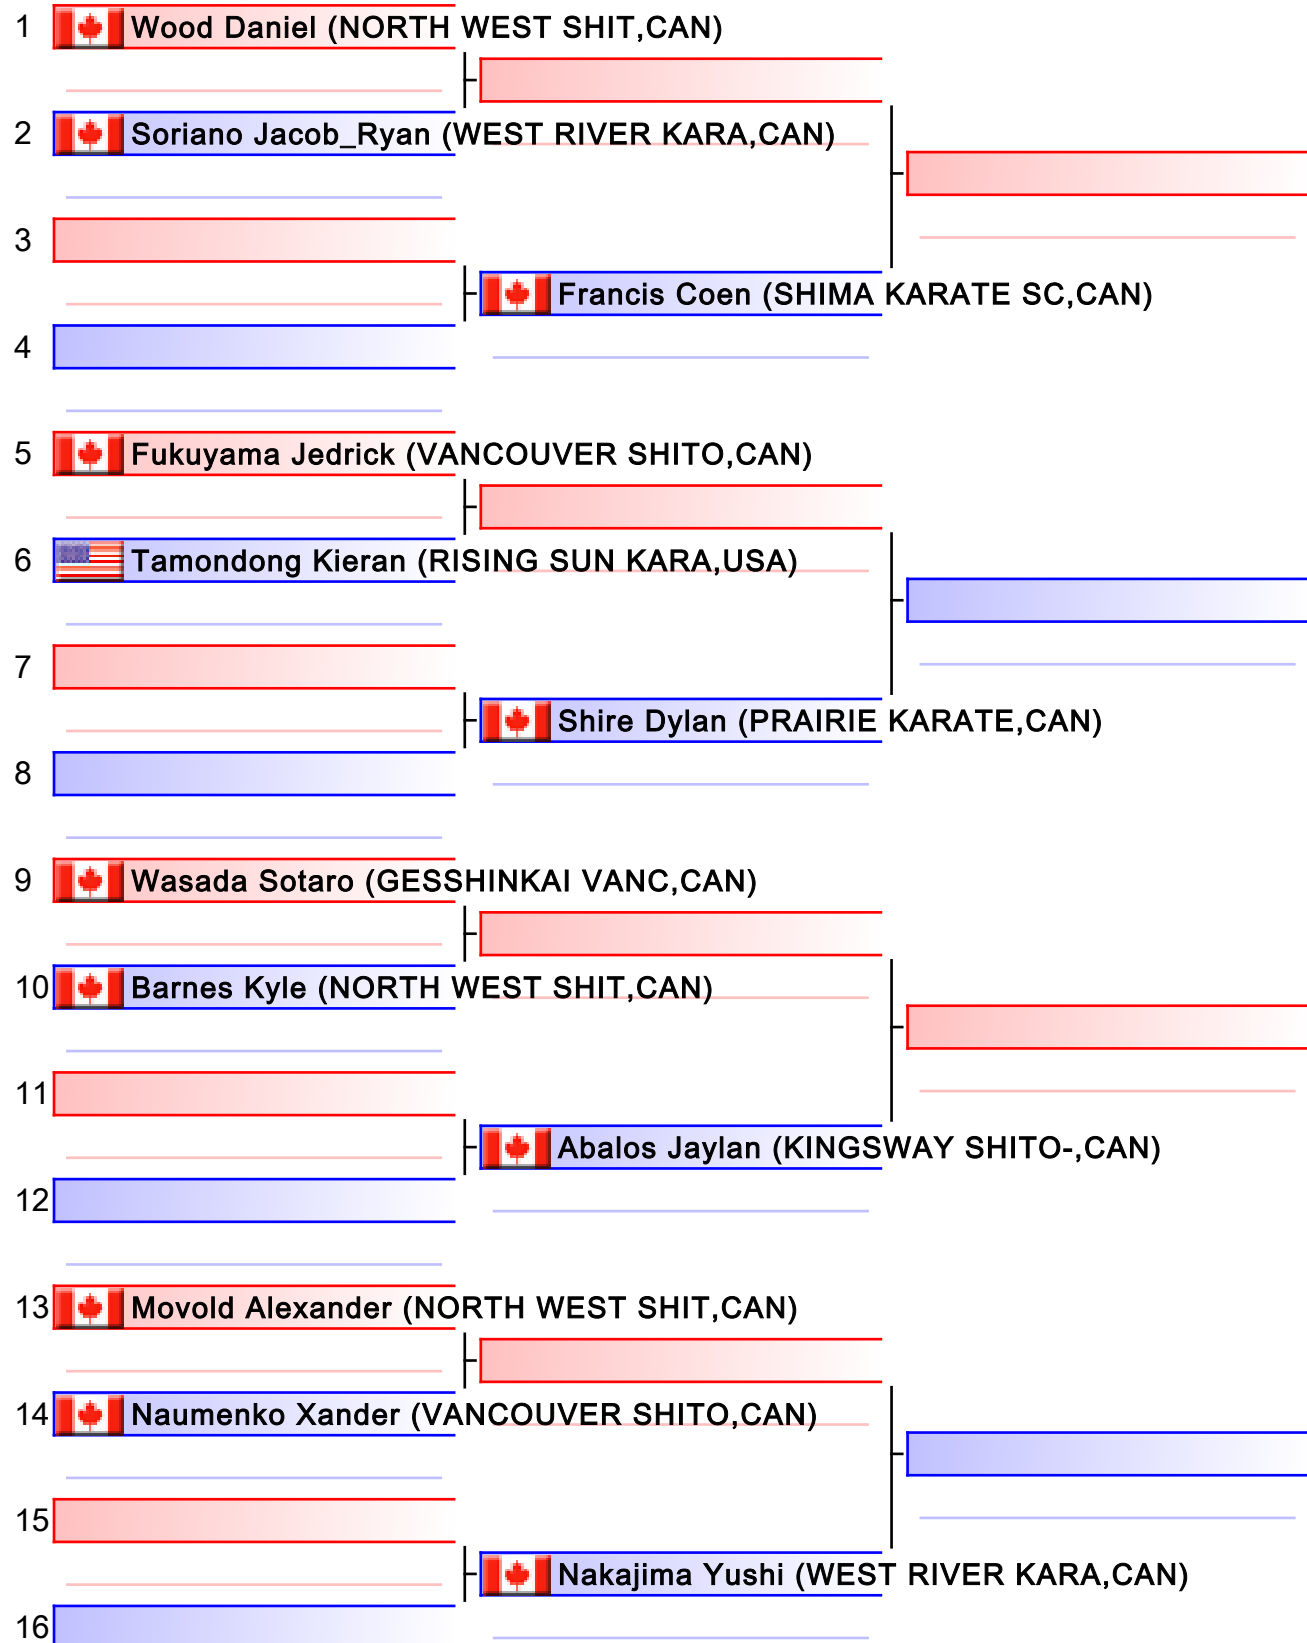 1 Wood Daniel (NORTH WEST SHIT,CAN)
2 Soriano Jacob_Ryan (WEST RIVER KARA,CAN)
3
Francis Coen (SHIMA KARATE SC,CAN)
4
5 Fukuyama Jedrick (VANCOUVER SHITO,CAN)
6 Tamondong Kieran (RISING SUN KARA,USA)
7
Shire Dylan (PRAIRIE KARATE,CAN)
8
9 Wasada Sotaro (GESSHINKAI VANC,CAN)
10 Barnes Kyle (NORTH WEST SHIT,CAN)
11
Abalos Jaylan (KINGSWAY SHITO-,CAN)
12
13 Movold Alexander (NORTH WEST SHIT,CAN)
14 Naumenko Xander (VANCOUVER SHITO,CAN)
15
Nakajima Yushi (WEST RIVER KARA,CAN)
16